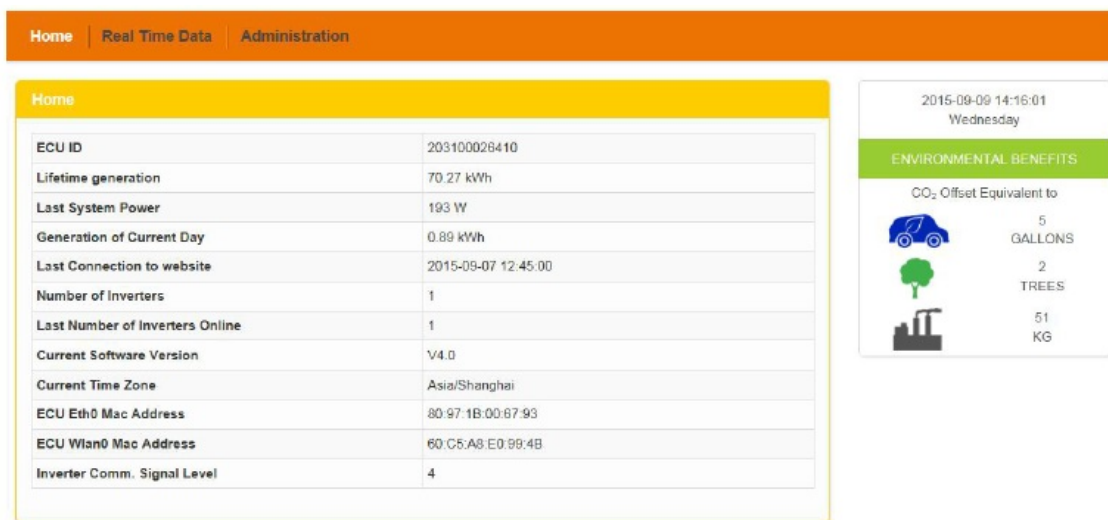 Home Real Time Data Administration
Home
ECU ID 203100026410
Lifetime generation 70.27 kWh
Last System Power 193 W
Generation of Current Day 0.89 kWh
Last Connection to website 2015-09-07 12:45:00
Number of Inverters 1
Last Number of Inverters Online 1
Current Software Version V4.0
Current Time Zone Asia/Shanghai
ECU Eth0 Mac Address 80:97:1B:00:67:93
ECU Wlan0 Mac Address 60:C5:A8:E0:99:4B
Inverter Comm. Signal Level 4
2015-09-09 14:16:01
Wednesday
ENVIRONMENTAL BENEFITS
CO₂ Offset Equivalent to
5
GALLONS
2
TREES
51
KG